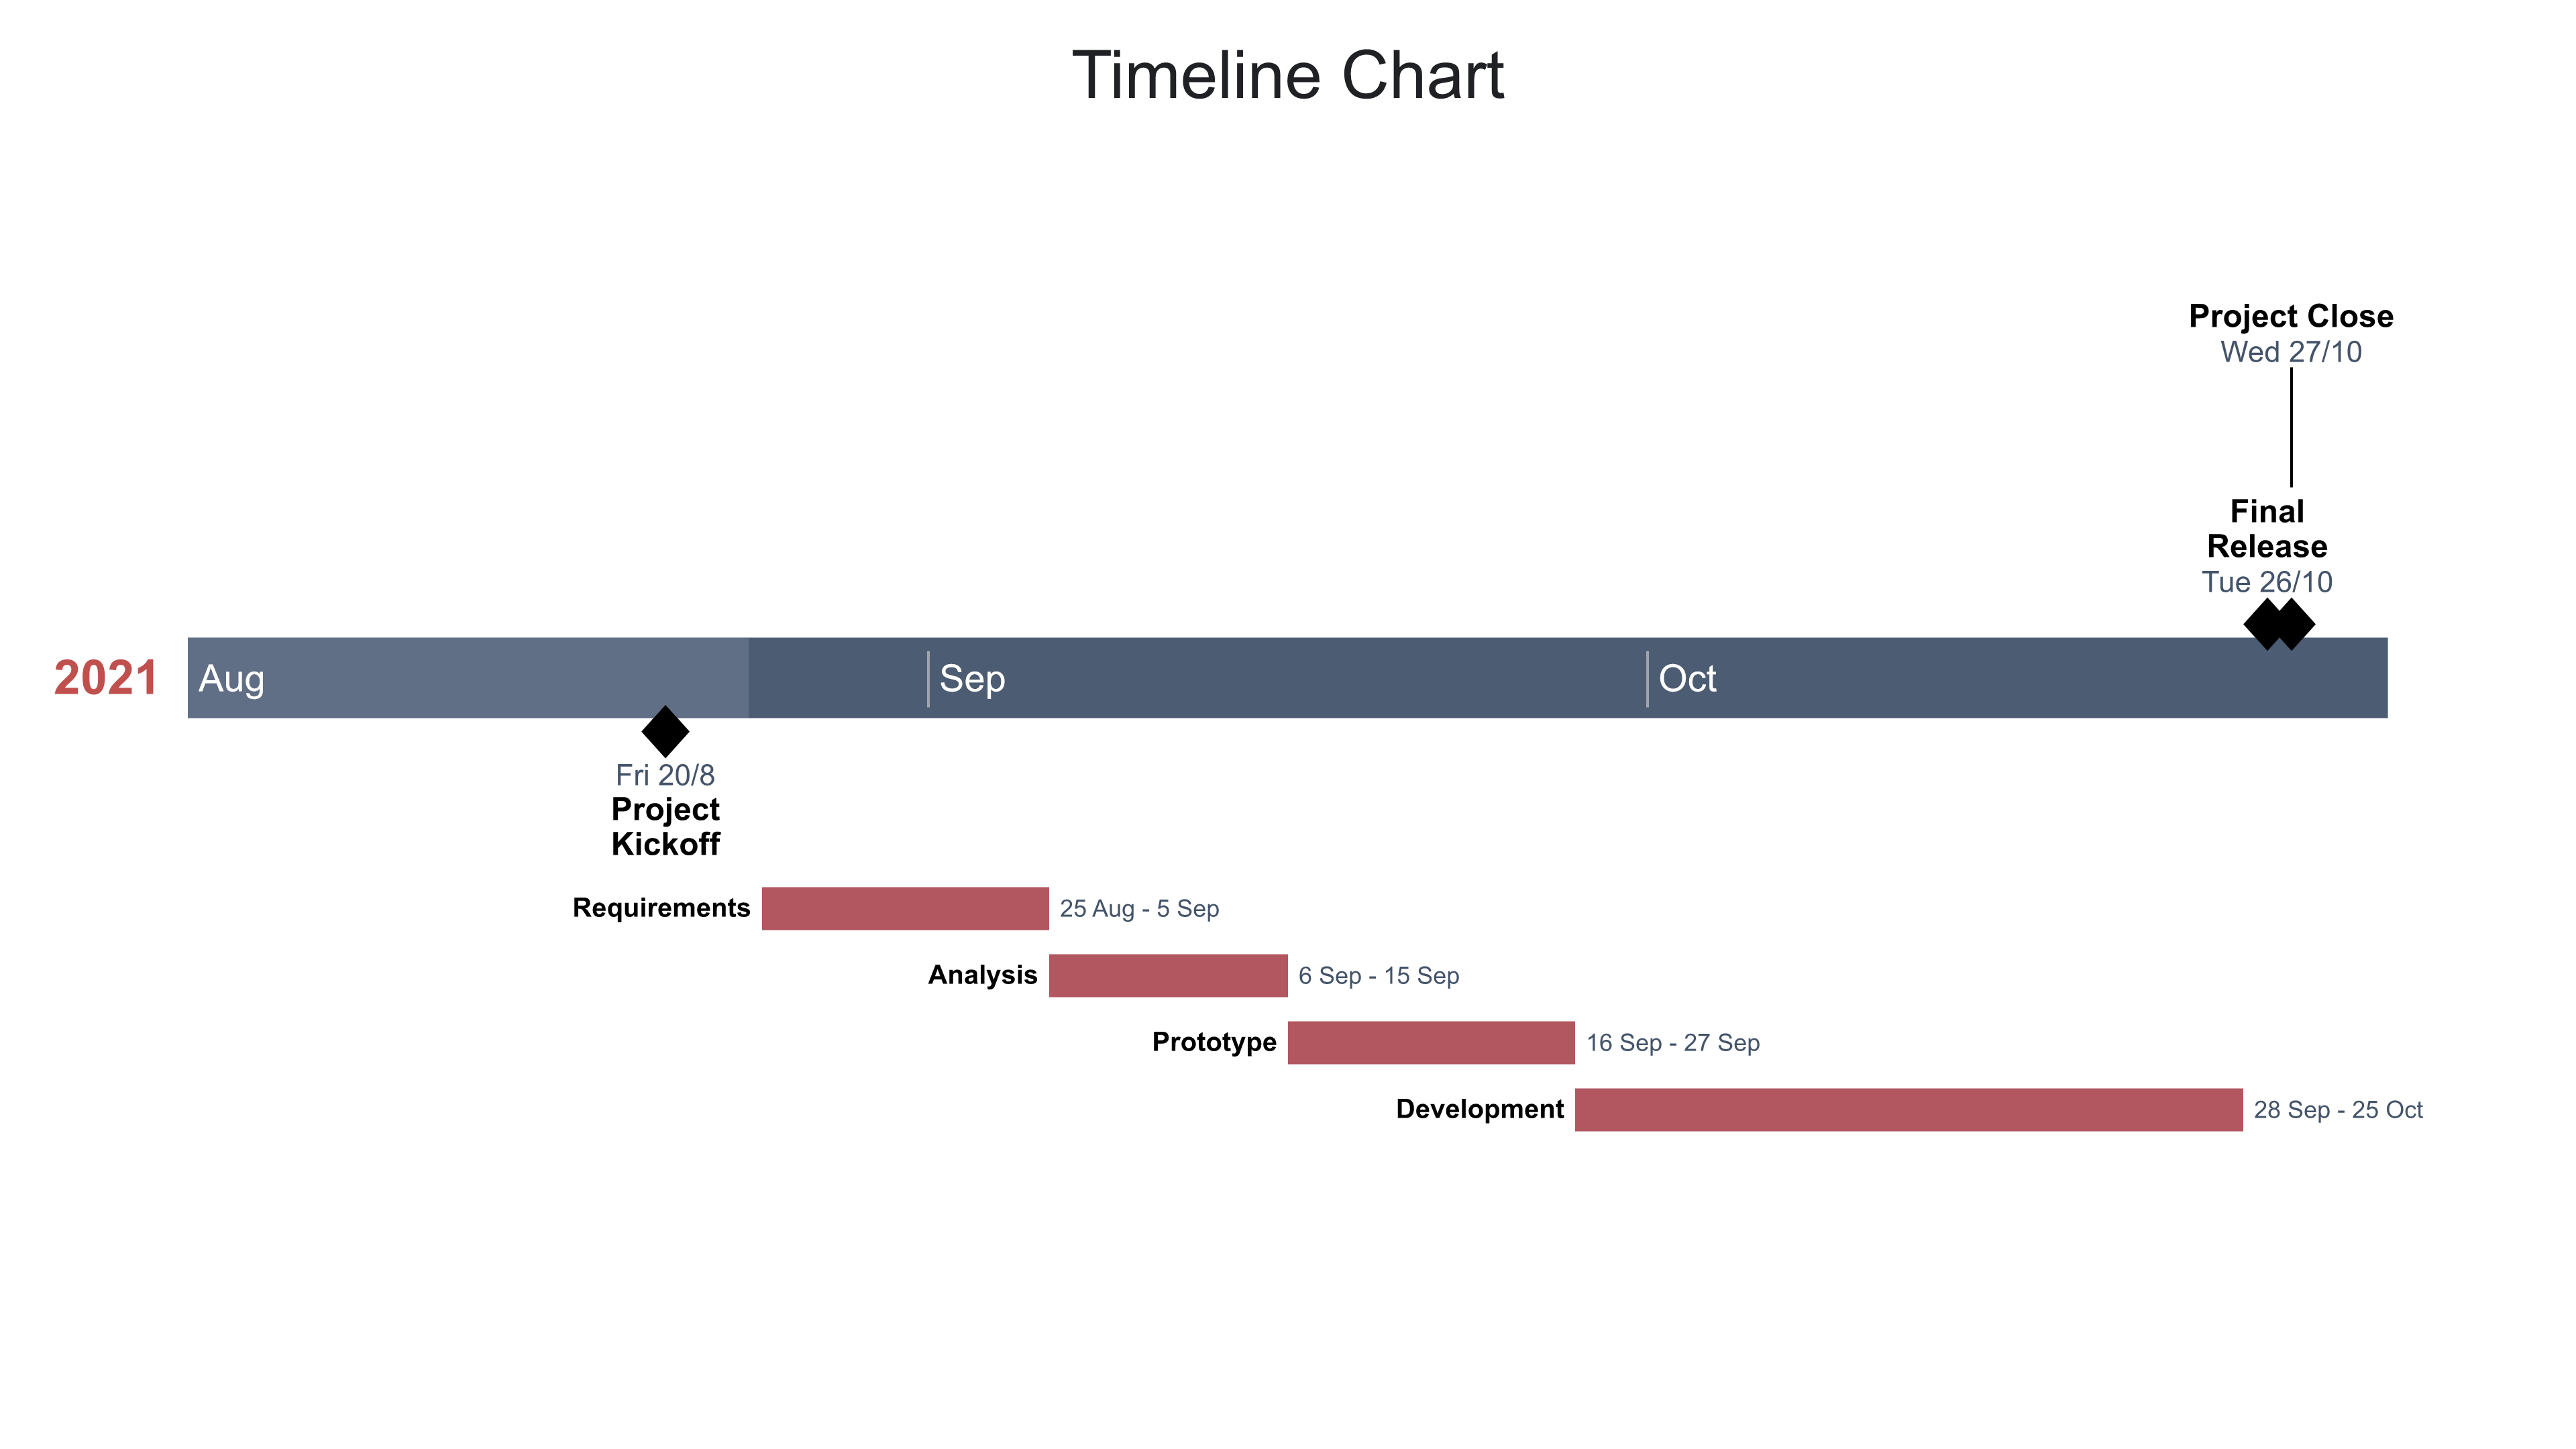 Timeline Chart
Project Close
Wed 27/10
Final
Release
Tue 26/10
2021
Aug
Sep
Oct
Fri 20/8
Project
Kickoff
Requirements
25 Aug - 5 Sep
Analysis
6 Sep - 15 Sep
Prototype
16 Sep - 27 Sep
Development
28 Sep - 25 Oct